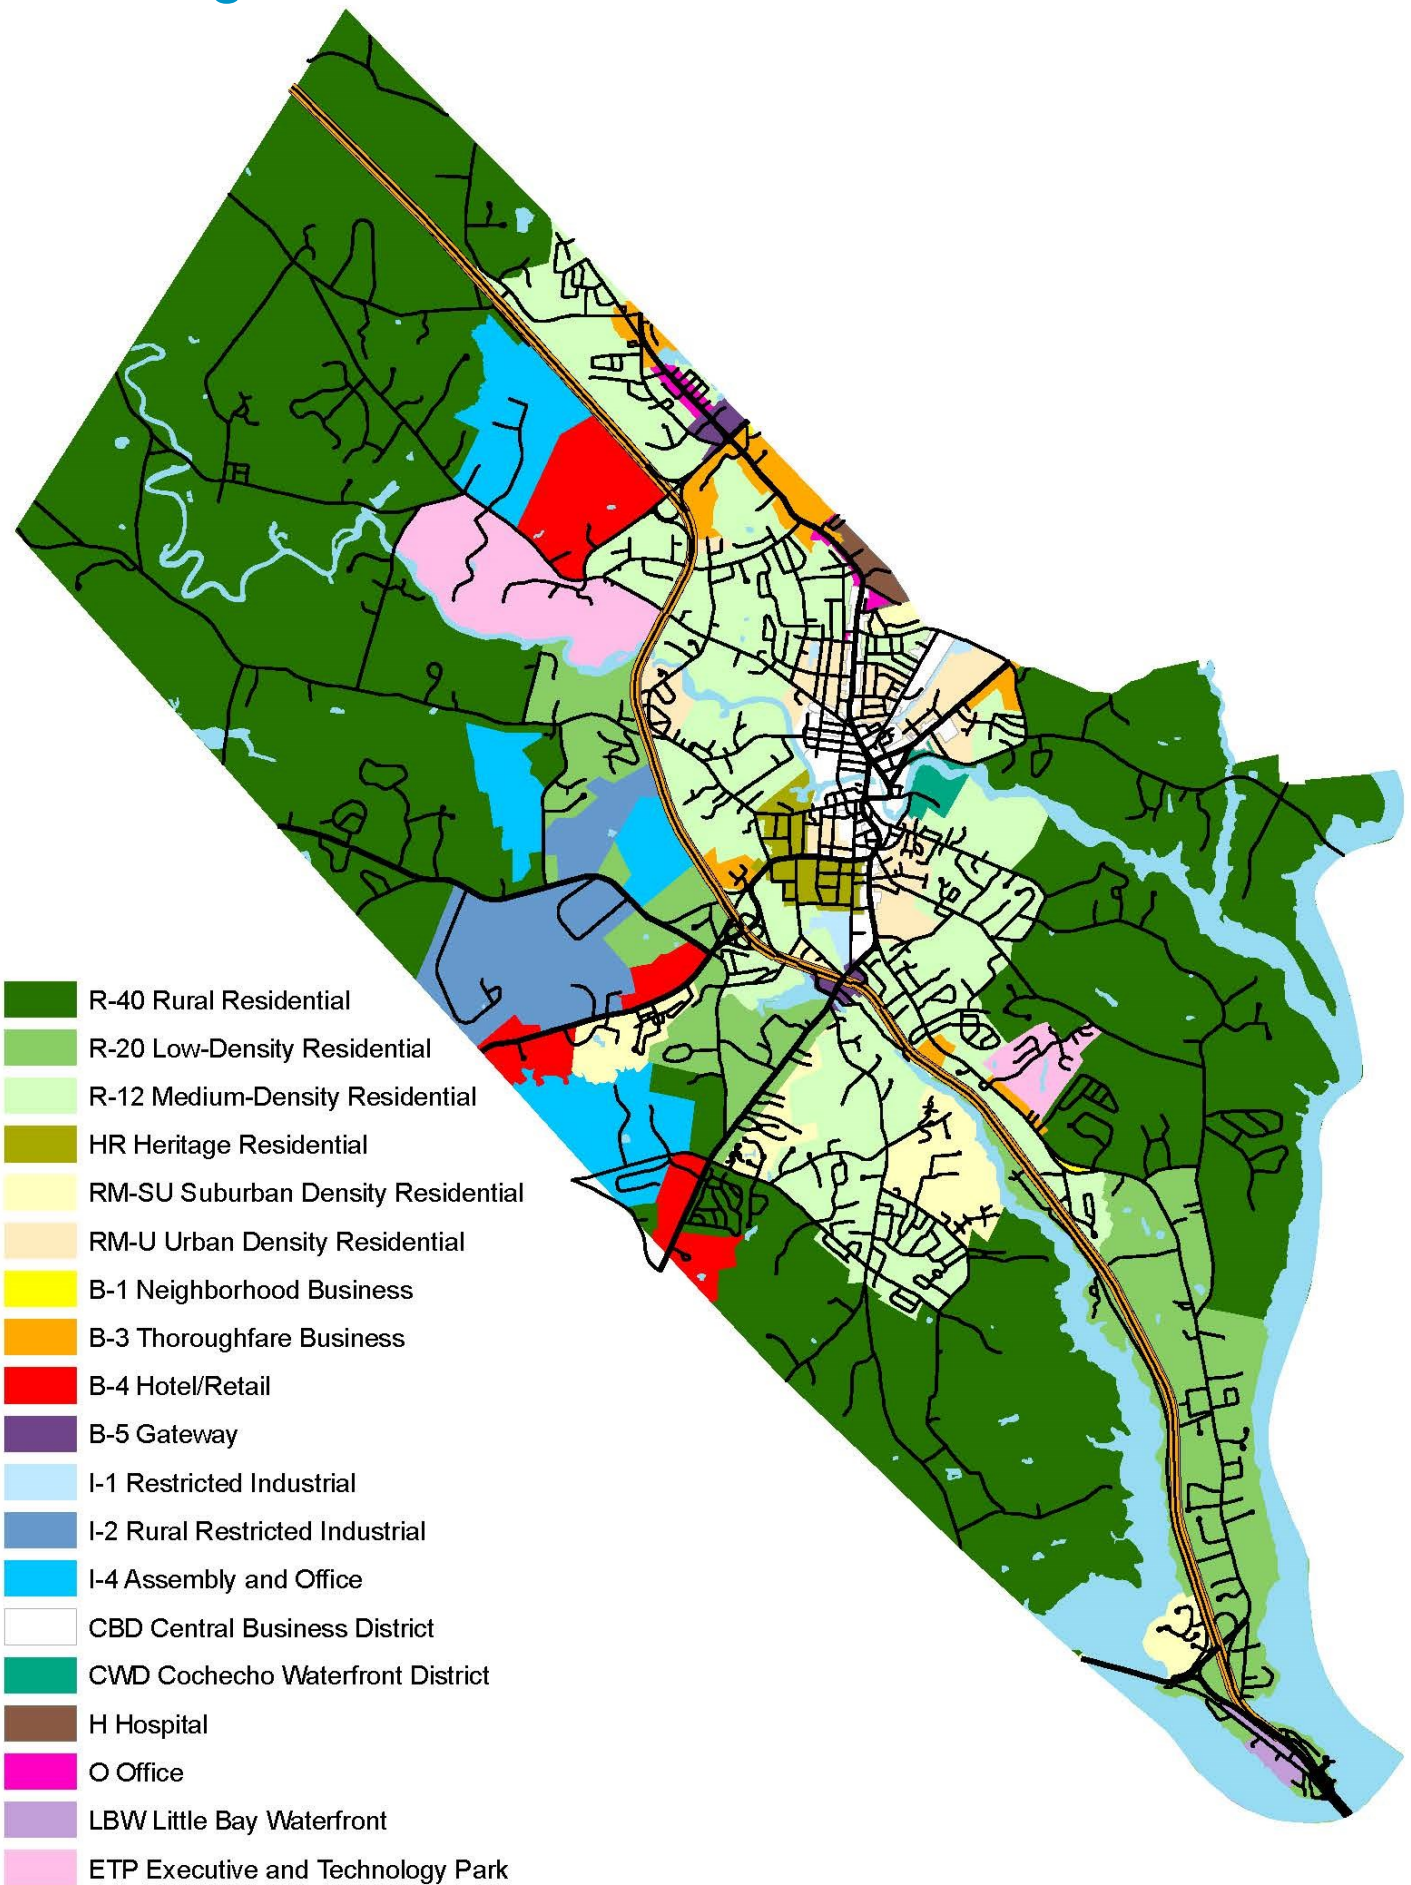 R-40 Rural Residential
R-20 Low-Density Residential
R-12 Medium-Density Residential
HR Heritage Residential
RM-SU Suburban Density Residential
RM-U Urban Density Residential
B-1 Neighborhood Business
B-3 Thoroughfare Business
B-4 Hotel/Retail
B-5 Gateway
I-1 Restricted Industrial
I-2 Rural Restricted Industrial
I-4 Assembly and Office
CBD Central Business District
CWD Cochecho Waterfront District
H Hospital
O Office
LBW Little Bay Waterfront
ETP Executive and Technology Park